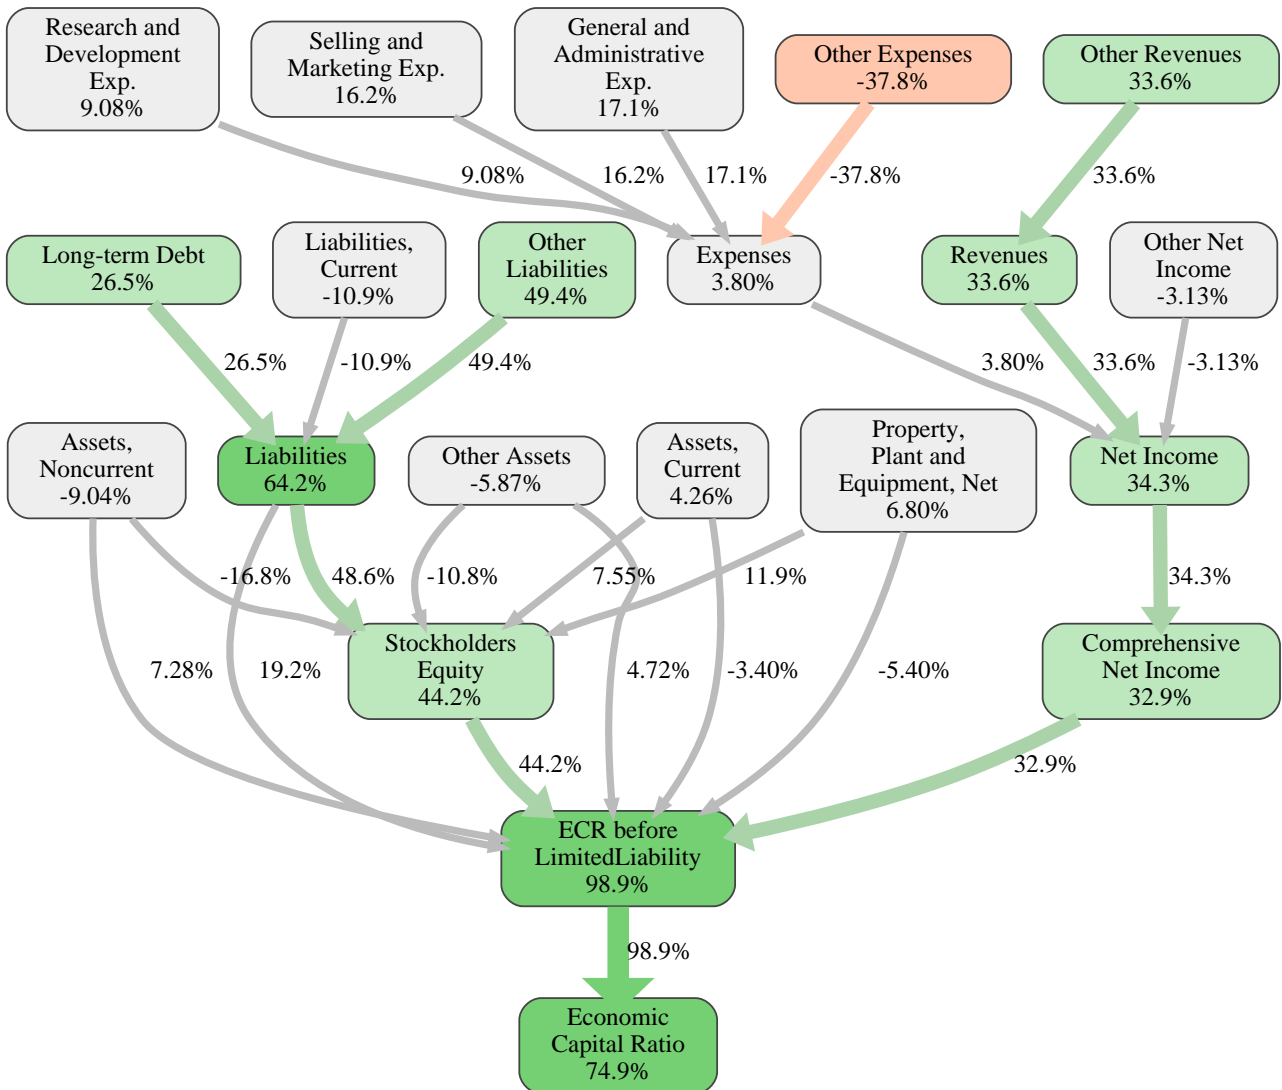 Research and
Development
Exp.
9.08%
Selling and
Marketing Exp.
16.2%
General and
Administrative
Exp.
17.1%
Other Expenses
-37.8%
Other Revenues
33.6%
9.08%
16.2%
17.1%
-37.8%
33.6%
Long-term Debt
26.5%
Liabilities,
Current
-10.9%
Other
Liabilities
49.4%
Expenses
3.80%
Revenues
33.6%
Other Net
Income
-3.13%
26.5%
-10.9%
49.4%
3.80%
33.6%
-3.13%
Assets,
Noncurrent
-9.04%
Liabilities
64.2%
Other Assets
-5.87%
Assets,
Current
4.26%
Property,
Plant and
Equipment, Net
6.80%
Net Income
34.3%
-16.8%
48.6%
-10.8%
7.55%
11.9%
34.3%
7.28%
19.2%
Stockholders
Equity
44.2%
4.72%
-3.40%
-5.40%
Comprehensive
Net Income
32.9%
44.2%
32.9%
ECR before
LimitedLiability
98.9%
98.9%
Economic
Capital Ratio
74.9%